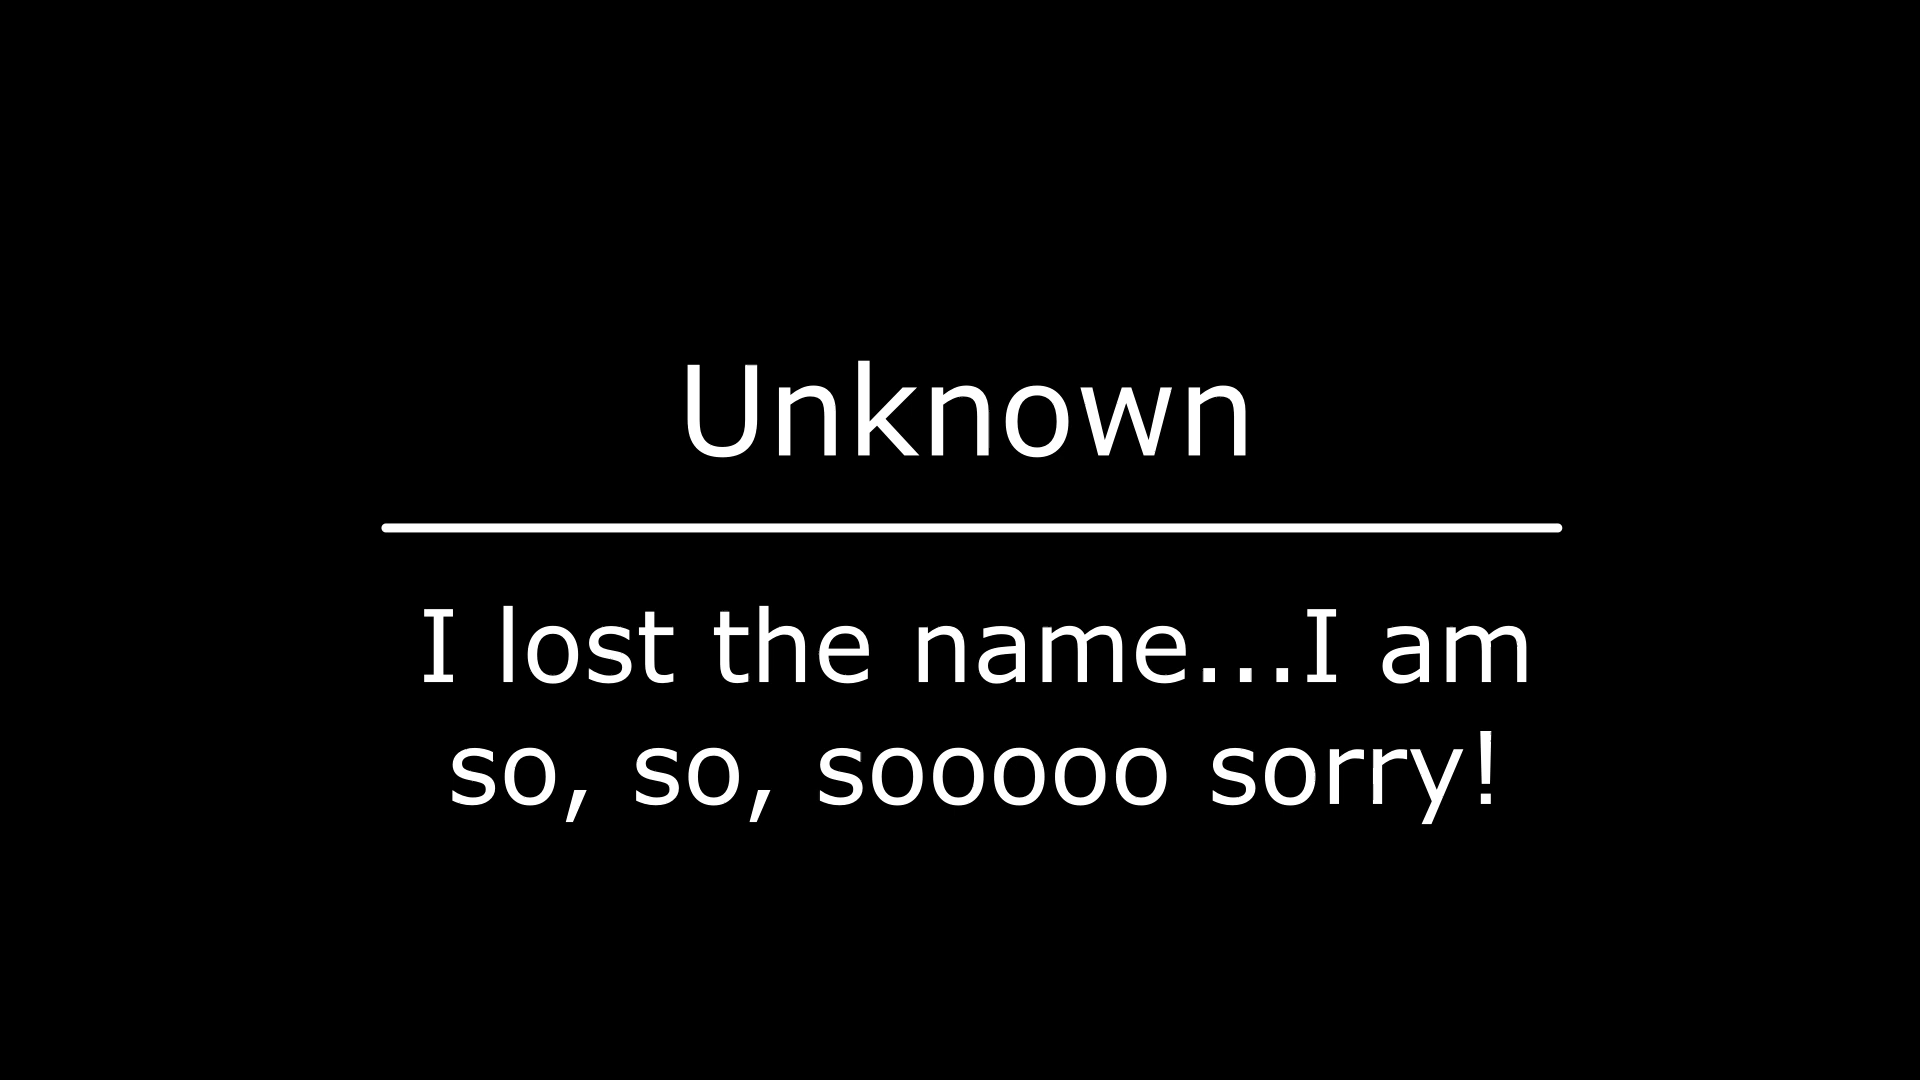 Unknown
I lost the name...I am
so, so, sooooo sorry!